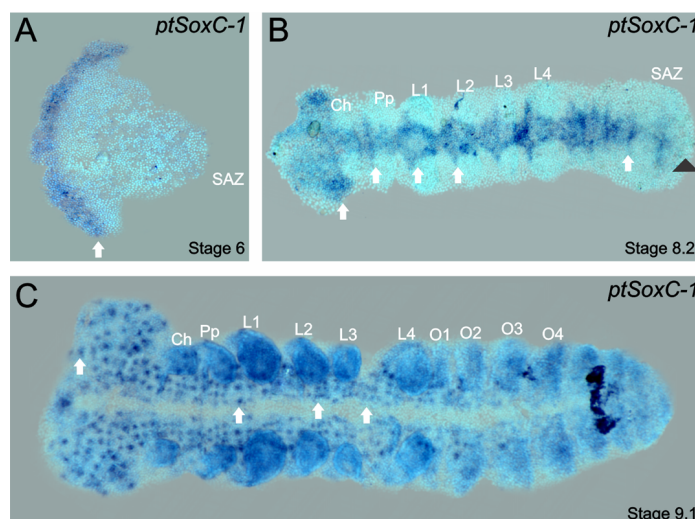 A
ptSoxC-1
SAZ
Stage 6
B
ptSoxC-1
Ch Pp L1 L2 L3 L4 SAZ
Stage 8.2
C
ptSoxC-1
Ch Pp L1 L2 L3 L4 O1 O2 O3 O4
Stage 9.1